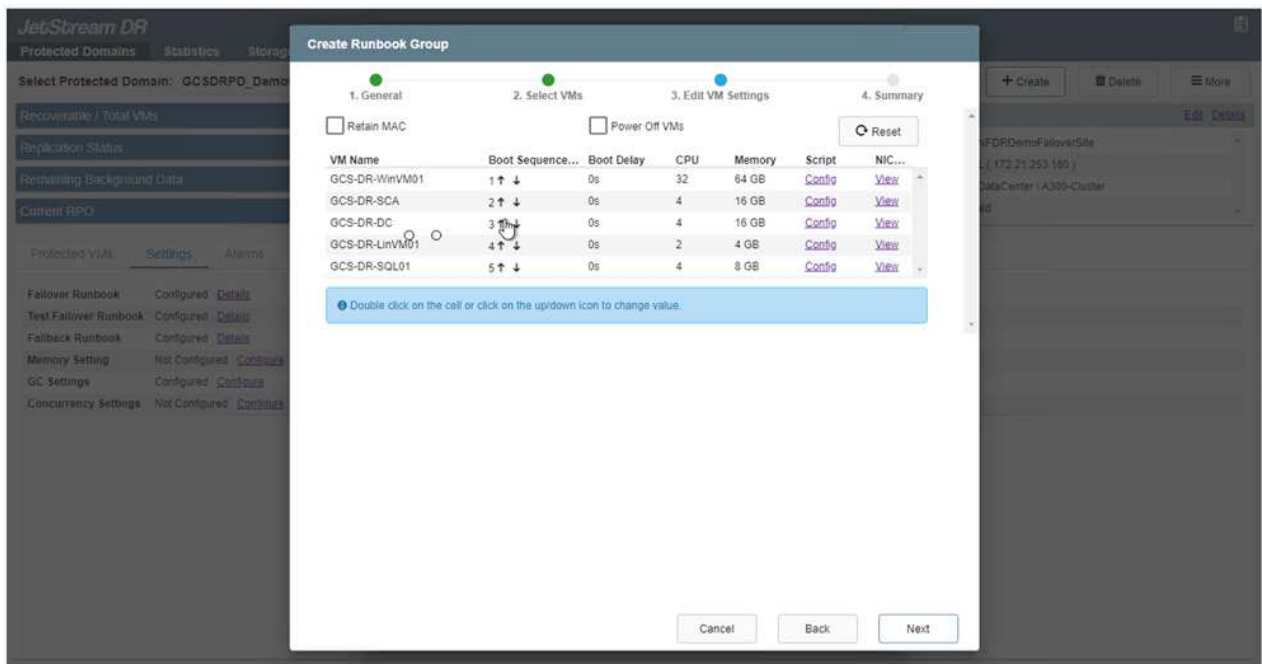 JetStream DR
Protected Domains Statistics Storag
Select Protected Domain: GCSDRPD_Demo
+ Create Delete More
Recoverable / Total VMs
Edit Details
Replication Status
Remaining Background Data
Current RPO
( 172.21.253.160 )
DataCenter \ A300-Cluster
Protected VMs Settings Alarms
Failover Runbook Configured Details
Test Failover Runbook Configured Details
Failback Runbook Configured Details
Memory Setting Not Configured Configure
GC Settings Configured Configure
Concurrency Settings Not Configured Configure
Create Runbook Group
1. General 2. Select VMs 3. Edit VM Settings 4. Summary
Retain MAC Power Off VMs Reset
VM Name Boot Sequence... Boot Delay CPU Memory Script NIC...
GCS-DR-WinVM01 1 ↑ ↓ 0s 32 64 GB Config View
GCS-DR-SCA 2 ↑ ↓ 0s 4 16 GB Config View
GCS-DR-DC 3 ↑ ↓ 0s 4 16 GB Config View
GCS-DR-LinVM01 4 ↑ ↓ 0s 2 4 GB Config View
GCS-DR-SQL01 5 ↑ ↓ 0s 4 8 GB Config View
Double click on the cell or click on the up/down icon to change value.
Cancel Back Next